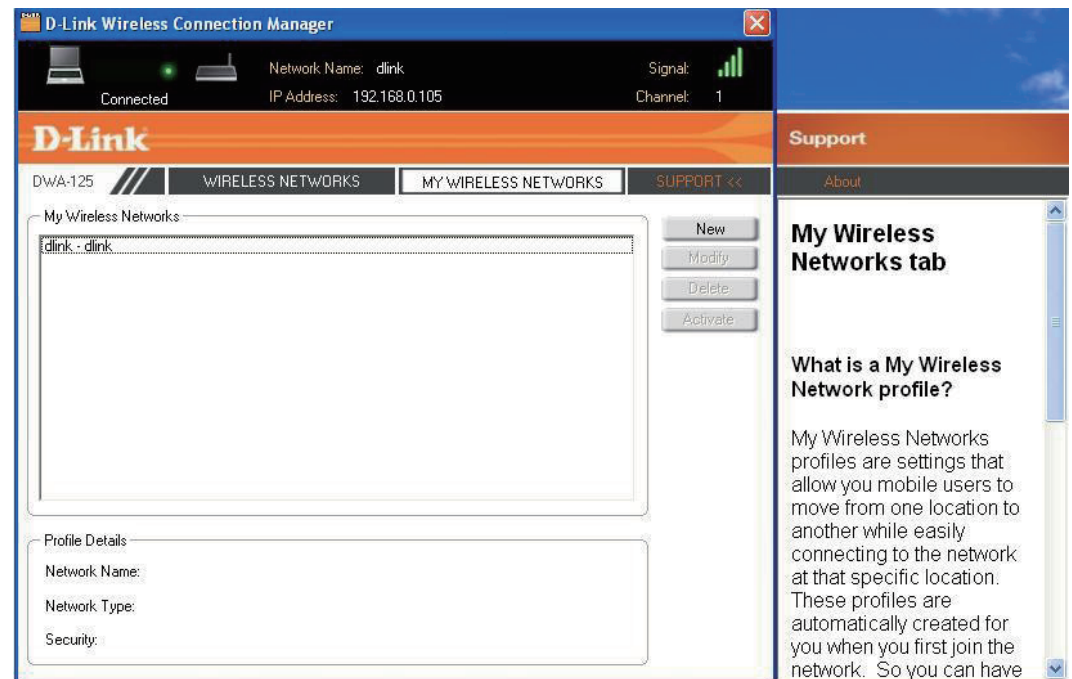 D-Link Wireless Connection Manager
Network Name: dlink
Signal:
Connected
IP Address: 192.168.0.105
Channel: 1
D-Link
DWA-125
WIRELESS NETWORKS
MY WIRELESS NETWORKS
SUPPORT <<
My Wireless Networks
dlink - dlink
New
Modify
Delete
Activate
Profile Details
Network Name:
Network Type:
Security:
Support
About
My Wireless
Networks tab
What is a My Wireless
Network profile?
My Wireless Networks
profiles are settings that
allow you mobile users to
move from one location to
another while easily
connecting to the network
at that specific location.
These profiles are
automatically created for
you when you first join the
network. So you can have